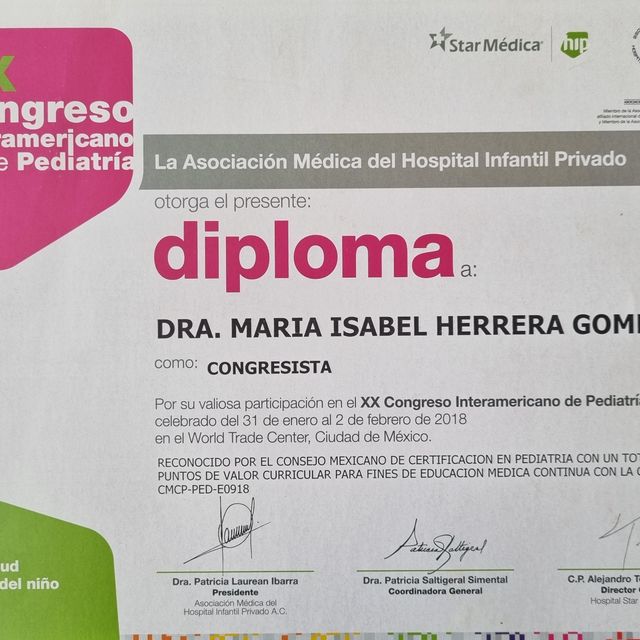 Star Médica hip
X
ngreso
ramericano
e Pediatría
La Asociación Médica del Hospital Infantil Privado
otorga el presente:
diploma a:
DRA. MARIA ISABEL HERRERA
como: CONGRESISTA
Por su valiosa participación en el XX Congreso Interamericano de Pediatría
celebrado del 31 de enero al 2 de febrero de 2018
en el World Trade Center, Ciudad de México.
RECONOCIDO POR EL CONSEJO MEXICANO DE CERTIFICACION EN PEDIATRIA CON UN TOT
PUNTOS DE VALOR CURRICULAR PARA FINES DE EDUCACION MEDICA CONTINUA CON LA
CMCP-PED-E0918
ud
del niño
Dra. Patricia Laurean Ibarra
Presidente
Asociación Médica del
Hospital Infantil Privado A.C.
Dra. Patricia Saltigeral Simental
Coordinadora General
C.P. Alejandro
Director
Hospital Star